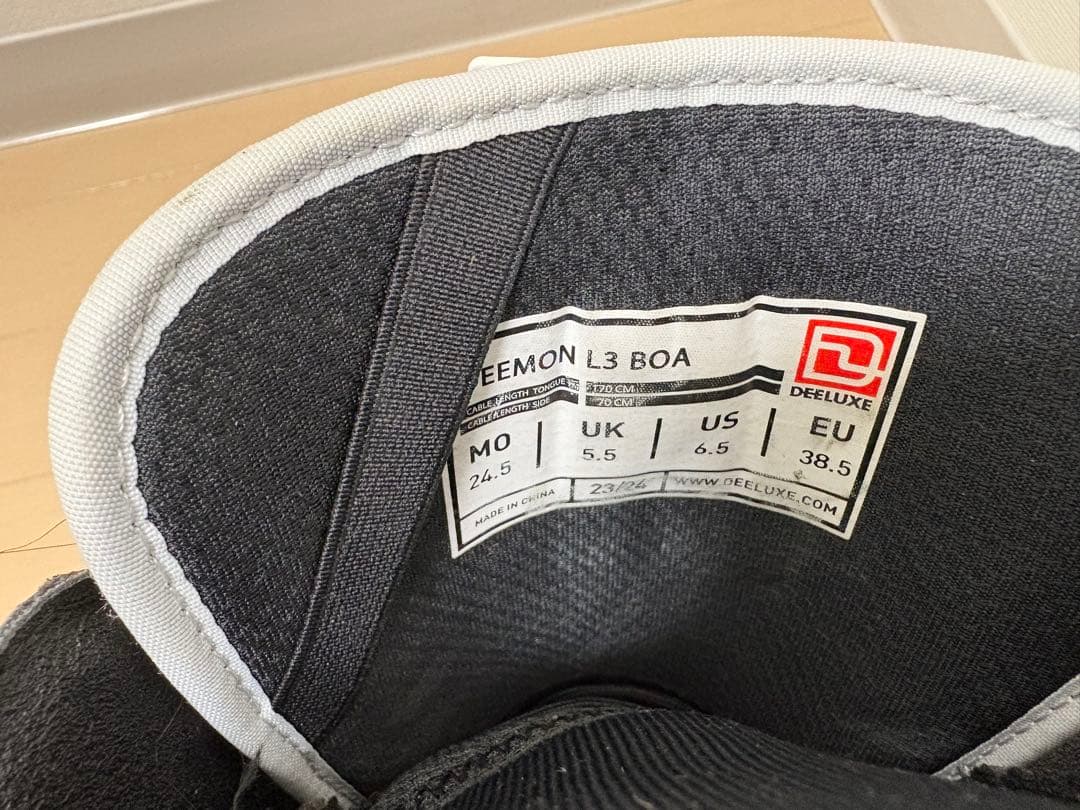 EEMON L3 BOA
CABLE LENGTH TONGUE 170 CM
CABLE LENGTH SIDE 70 CM
DEELUXE
MO | UK | US | EU
24.5 5.5 6.5 38.5
MADE IN CHINA | 23/24 | WWW.DEELUXE.COM